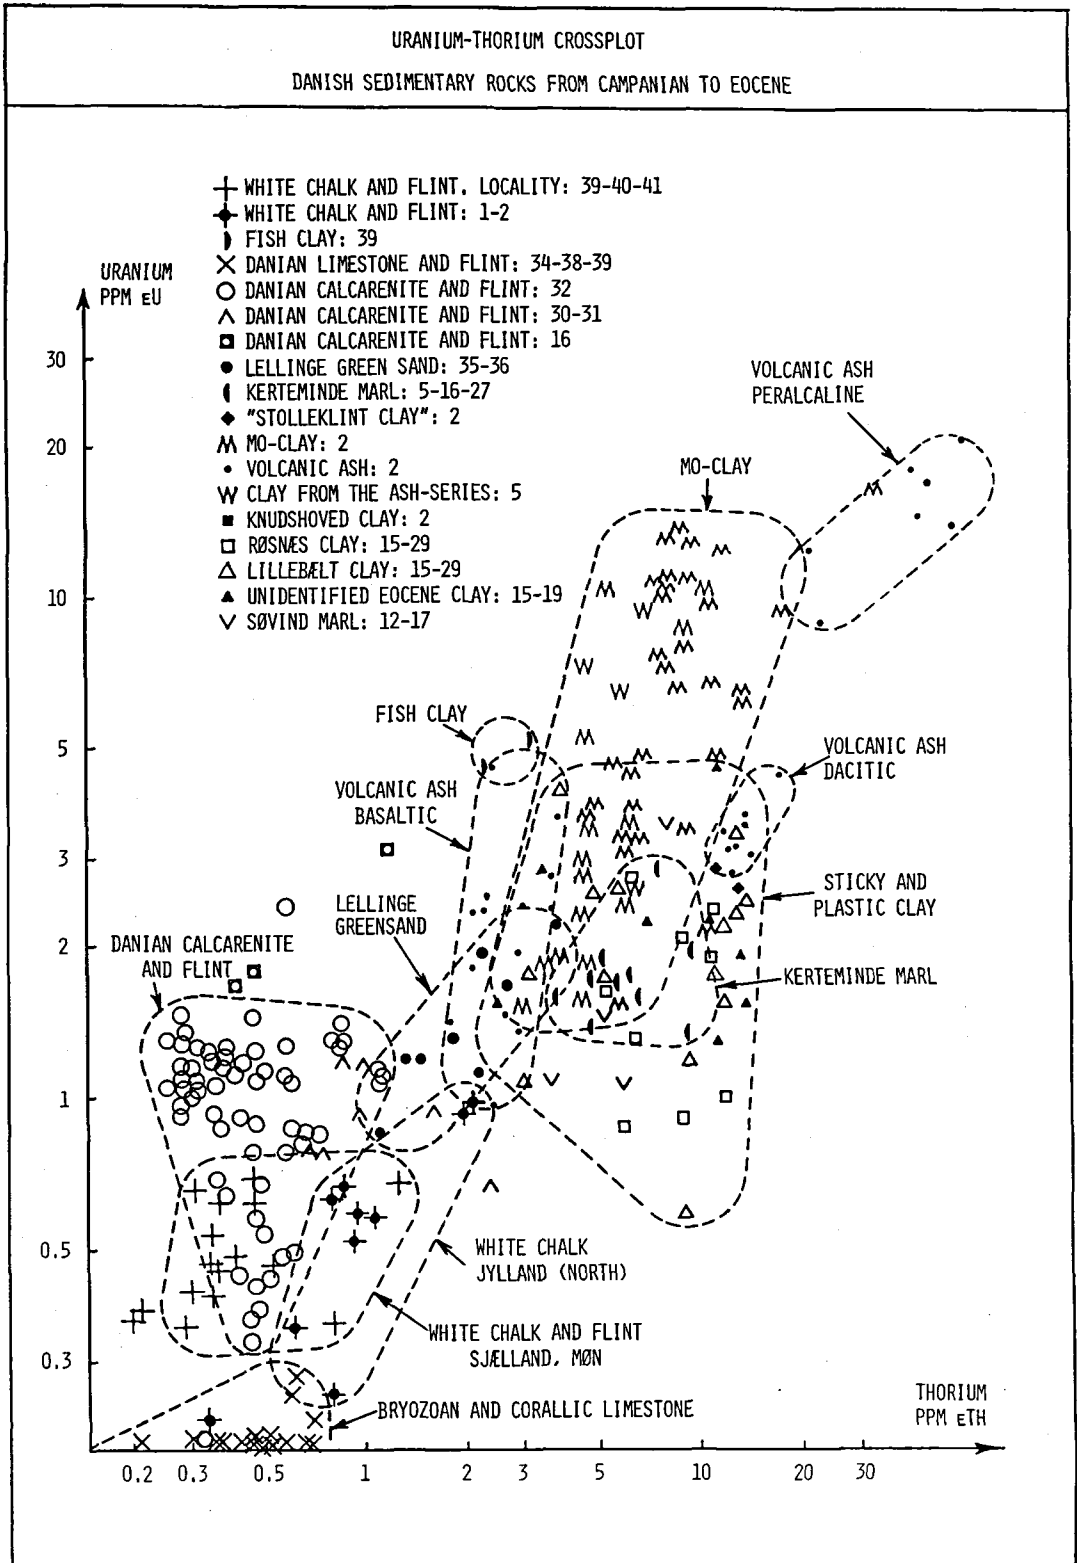 URANIUM-THORIUM CROSSPLOT
DANISH SEDIMENTARY ROCKS FROM CAMPANIAN TO EOCENE
WHITE CHALK AND FLINT. LOCALITY: 39-40-41
WHITE CHALK AND FLINT: 1-2
FISH CLAY: 39
DANIAN LIMESTONE AND FLINT: 34-38-39
DANIAN CALCARENITE AND FLINT: 32
DANIAN CALCARENITE AND FLINT: 30-31
DANIAN CALCARENITE AND FLINT: 16
LELLINGE GREEN SAND: 35-36
KERTEMINDE MARL: 5-16-27
"STOLLEKLINT CLAY": 2
MO-CLAY: 2
VOLCANIC ASH: 2
CLAY FROM THE ASH-SERIES: 5
KNUDSHOVED CLAY: 2
RØSNÆS CLAY: 15-29
LILLEBÆLT CLAY: 15-29
UNIDENTIFIED EOCENE CLAY: 15-19
SØVIND MARL: 12-17
URANIUM
PPM eU
30
20
10
5
3
2
1
0.5
0.3
VOLCANIC ASH
PERALCALINE
MO-CLAY
FISH CLAY
VOLCANIC ASH
BASALTIC
VOLCANIC ASH
DACITIC
LELLINGE
GREENSAND
STICKY AND
PLASTIC CLAY
DANIAN CALCARENITE
AND FLINT
KERTEMINDE MARL
WHITE CHALK
JYLLAND (NORTH)
WHITE CHALK AND FLINT
SJÆLLAND, MØN
BRYOZOAN AND CORALLIC LIMESTONE
THORIUM
PPM eTH
0.2 0.3 0.5 1 2 3 5 10 20 30